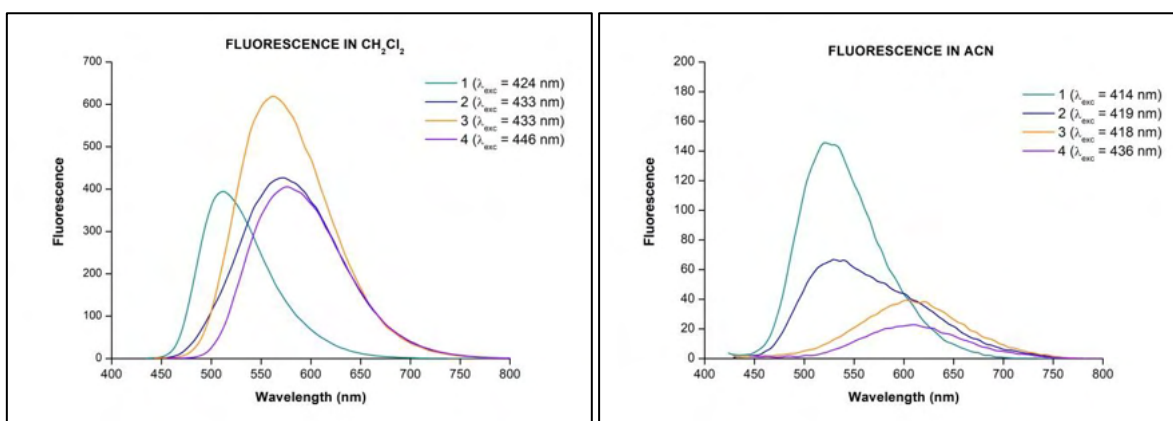 FLUORESCENCE IN CH2Cl2
700
600
500
400
300
200
100
0
Fluorescence
1 (λexc = 424 nm)
2 (λexc = 433 nm)
3 (λexc = 433 nm)
4 (λexc = 446 nm)
400 450 500 550 600 650 700 750 800
Wavelength (nm)
FLUORESCENCE IN ACN
200
180
160
140
120
100
80
60
40
20
0
Fluorescence
1 (λexc = 414 nm)
2 (λexc = 419 nm)
3 (λexc = 418 nm)
4 (λexc = 436 nm)
400 450 500 550 600 650 700 750 800
Wavelength (nm)